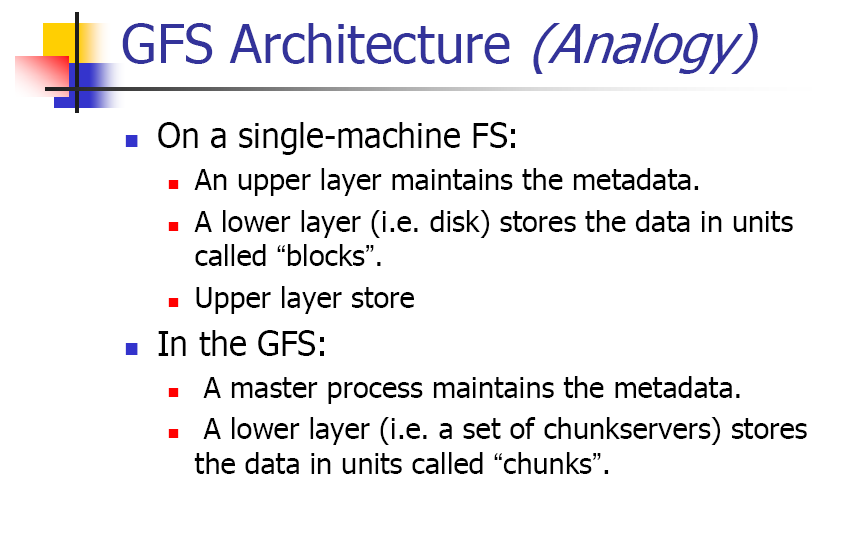 GFS Architecture (Analogy)
On a single-machine FS:
An upper layer maintains the metadata.
A lower layer (i.e. disk) stores the data in units
called “blocks”.
Upper layer store
In the GFS:
A master process maintains the metadata.
A lower layer (i.e. a set of chunkservers) stores
the data in units called “chunks”.